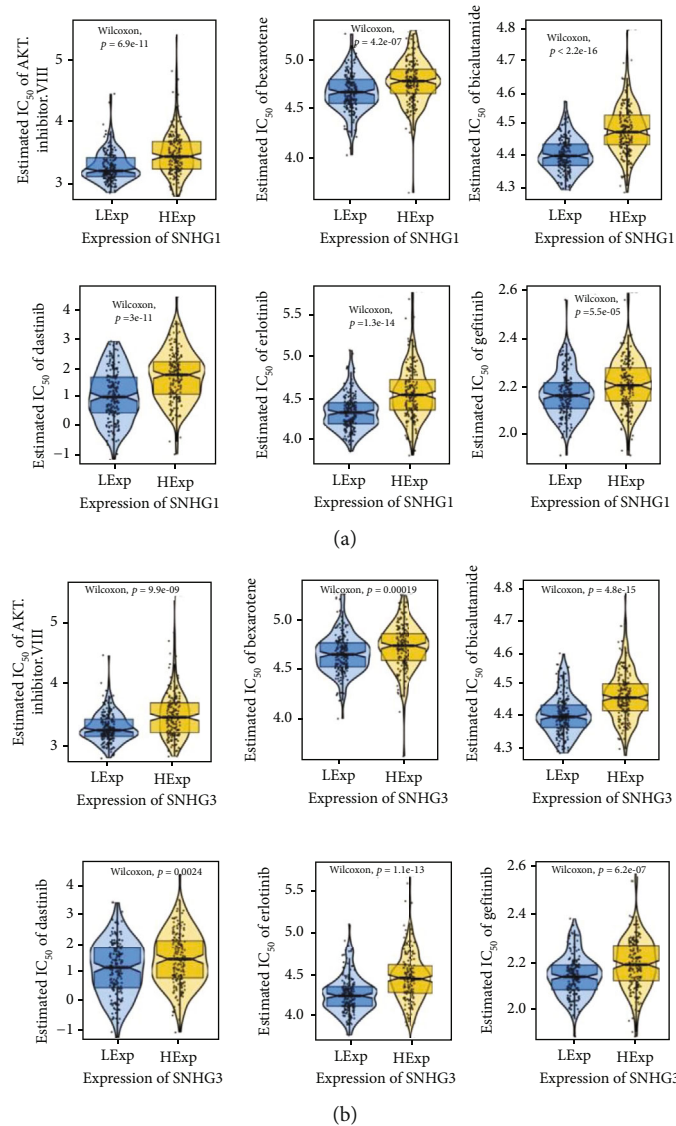 Estimated IC50 of AKT.
inhibitor.VIII
5
4
3
Wilcoxon,
p = 6.9e-11
LExp HExp
Expression of SNHG1
Estimated IC50 of bexarotene
5.0
4.5
4.0
Wilcoxon,
p = 4.2e-07
LExp HExp
Expression of SNHG1
Estimated IC50 of bicalutamide
4.8
4.7
4.6
4.5
4.4
4.3
Wilcoxon,
p < 2.2e-16
LExp HExp
Expression of SNHG1
Estimated IC50 of dastinib
4
3
2
1
0
−1
Wilcoxon,
p =3e-11
LExp HExp
Expression of SNHG1
Estimated IC50 of erlotinib
5.5
5.0
4.5
4.0
Wilcoxon,
p =1.3e-14
LExp HExp
Expression of SNHG1
Estimated IC50 of gefitinib
2.6
2.4
2.2
2.0
Wilcoxon,
p =5.5e-05
LExp HExp
Expression of SNHG1
(a)
Estimated IC50 of AKT.
inhibitor.VIII
5
4
3
Wilcoxon, p = 9.9e-09
LExp HExp
Expression of SNHG3
Estimated IC50 of bexarotene
5.0
4.5
4.0
Wilcoxon, p = 0.00019
LExp HExp
Expression of SNHG3
Estimated IC50 of bicalutamide
4.8
4.7
4.6
4.5
4.4
4.3
Wilcoxon, p = 4.8e-15
LExp HExp
Expression of SNHG3
Estimated IC50 of dastinib
4
3
2
1
0
−1
Wilcoxon, p = 0.0024
LExp HExp
Expression of SNHG3
Estimated IC50 of erlotinib
5.5
5.0
4.5
4.0
Wilcoxon, p = 1.1e-13
LExp HExp
Expression of SNHG3
Estimated IC50 of gefitinib
2.6
2.4
2.2
2.0
Wilcoxon, p = 6.2e-07
LExp HExp
Expression of SNHG3
(b)